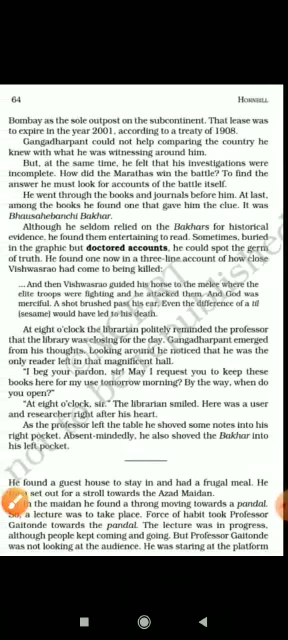 64 HORNBILL
Bombay as the sole outpost on the subcontinent. That lease was
to expire in the year 2001, according to a treaty of 1908.
Gangadharpant could not help comparing the country he
knew with what he was witnessing around him.
But, at the same time, he felt that his investigations were
incomplete. How did the Marathas win the battle? To find the
answer he must look for accounts of the battle itself.
He went through the books and journals before him. At last,
among the books he found one that gave him the clue. It was
Bhausahebanchi Bakhar.
Although he seldom relied on the Bakhars for historical
evidence, he found them entertaining to read. Sometimes, buried
in the graphic but doctored accounts, he could spot the germ
of truth. He found one now in a three-line account of how close
Vishwasrao had come to being killed:
... And then Vishwasrao guided his horse to the melee where the
elite troops were fighting and he attacked them. And God was
merciful. A shot brushed past his ear. Even the difference of a til
(sesame) would have led to his death.
At eight o'clock the librarian politely reminded the professor
that the library was closing for the day. Gangadharpant emerged
from his thoughts. Looking around he noticed that he was the
only reader left in that magnificent hall.
"I beg your pardon, sir! May I request you to keep these
books here for my use tomorrow morning? By the way, when do
you open?"
"At eight o'clock, sir." The librarian smiled. Here was a user
and researcher right after his heart.
As the professor left the table he shoved some notes into his
right pocket. Absent-mindedly, he also shoved the Bakhar into
his left pocket.
He found a guest house to stay in and had a frugal meal. He
set out for a stroll towards the Azad Maidan.
in the maidan he found a throng moving towards a pandal.
So, a lecture was to take place. Force of habit took Professor
Gaitonde towards the pandal. The lecture was in progress,
although people kept coming and going. But Professor Gaitonde
was not looking at the audience. He was staring at the platform